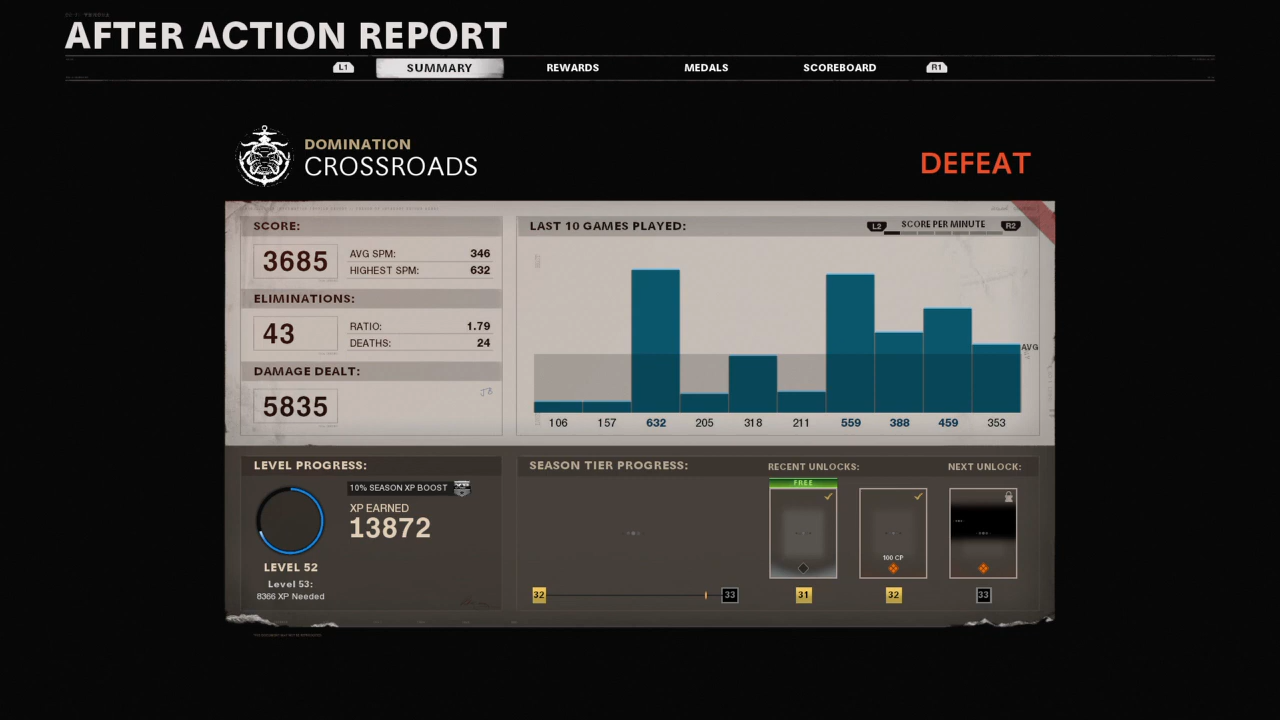 AFTER ACTION REPORT
L1 SUMMARY REWARDS MEDALS SCOREBOARD R1
DOMINATION
CROSSROADS
DEFEAT
SCORE:
3685
AVG SPM: 346
HIGHEST SPM: 632
ELIMINATIONS:
43
RATIO: 1.79
DEATHS: 24
DAMAGE DEALT:
5835
LAST 10 GAMES PLAYED:
L2 SCORE PER MINUTE R2
AVG
106 157 632 205 318 211 559 388 459 353
LEVEL PROGRESS:
10% SEASON XP BOOST
XP EARNED
13872
LEVEL 52
Level 53:
8366 XP Needed
SEASON TIER PROGRESS:
32 33
RECENT UNLOCKS:
FREE
100 CP
31 32
NEXT UNLOCK:
33